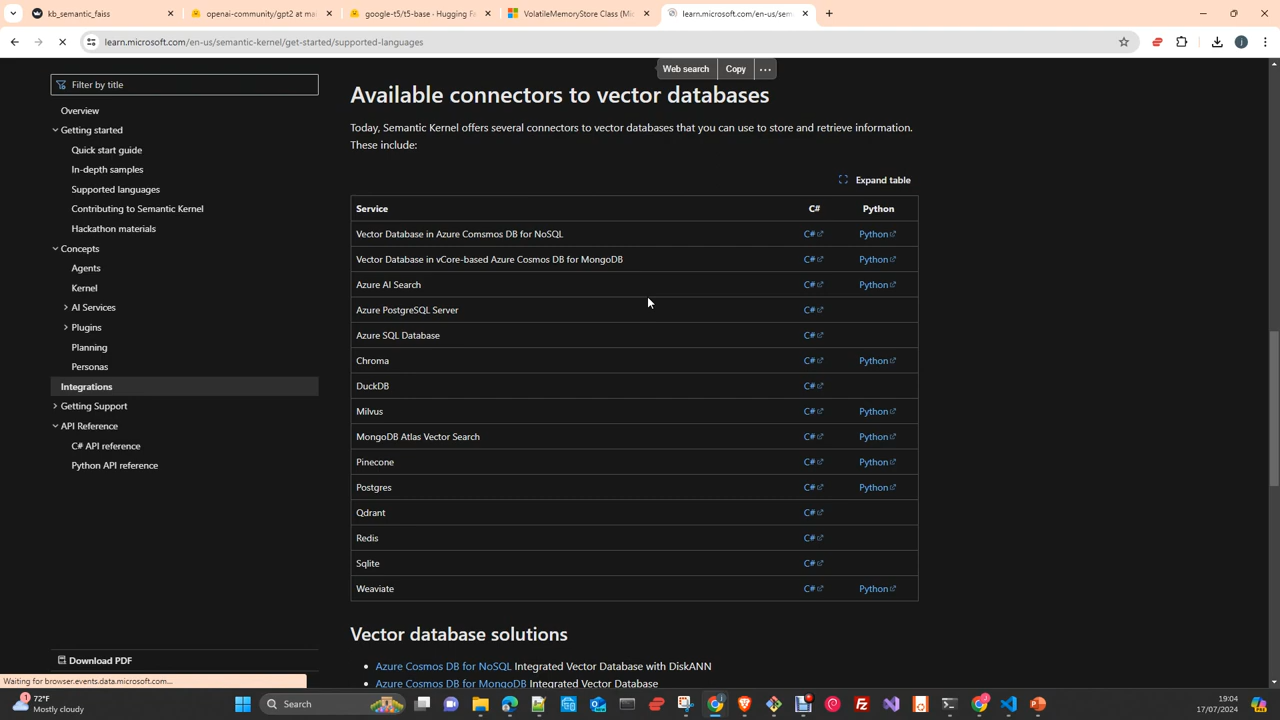 kb_semantic_faiss
openai-community/gpt2 at ma
google-t5/t5-base · Hugging Fa
VolatileMemoryStore Class (Mic
learn.microsoft.com/en-us/sem
learn.microsoft.com/en-us/semantic-kernel/get-started/supported-languages
Web search Copy ...
Filter by title
Overview
Getting started
Quick start guide
In-depth samples
Supported languages
Contributing to Semantic Kernel
Hackathon materials
Concepts
Agents
Kernel
AI Services
Plugins
Planning
Personas
Integrations
Getting Support
API Reference
C# API reference
Python API reference
Download PDF
Available connectors to vector databases
Today, Semantic Kernel offers several connectors to vector databases that you can use to store and retrieve information.
These include:
Expand table
Service C# Python
Vector Database in Azure Comsmos DB for NoSQL C# Python
Vector Database in vCore-based Azure Cosmos DB for MongoDB C# Python
Azure AI Search C# Python
Azure PostgreSQL Server C#
Azure SQL Database C#
Chroma C# Python
DuckDB C#
Milvus C# Python
MongoDB Atlas Vector Search C# Python
Pinecone C# Python
Postgres C# Python
Qdrant C#
Redis C#
Sqlite C#
Weaviate C# Python
Vector database solutions
• Azure Cosmos DB for NoSQL Integrated Vector Database with DiskANN
• Azure Cosmos DB for MongoDB Integrated Vector Database
Waiting for browser.events.data.microsoft.com...
1
72°F
Mostly cloudy
Search
19:04
17/07/2024